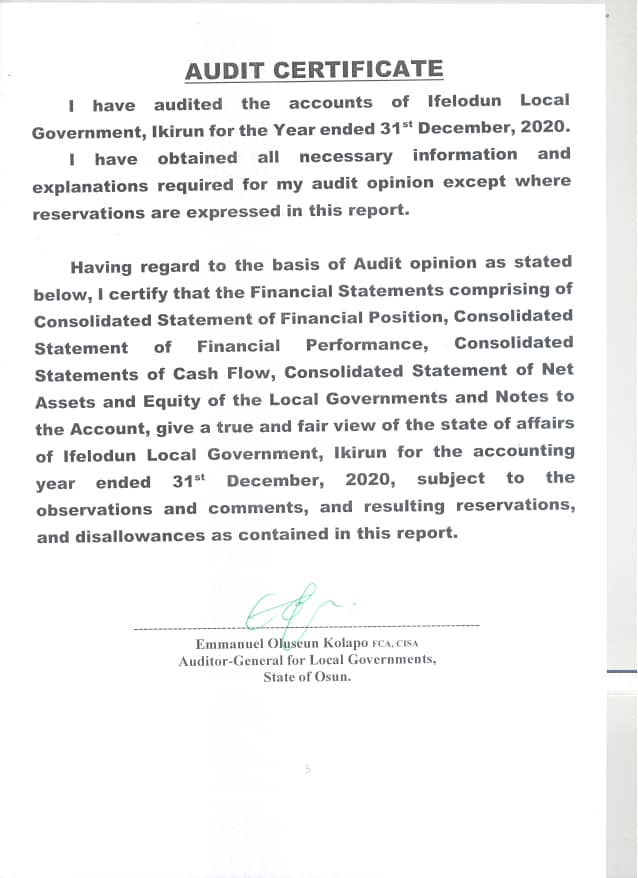 AUDIT CERTIFICATE
I have audited the accounts of Ifelodun Local
Government, Ikirun for the Year ended 31st December, 2020.
I have obtained all necessary information and
explanations required for my audit opinion except where
reservations are expressed in this report.
Having regard to the basis of Audit opinion as stated
below, I certify that the Financial Statements comprising of
Consolidated Statement of Financial Position, Consolidated
Statement of Financial Performance, Consolidated
Statements of Cash Flow, Consolidated Statement of Net
Assets and Equity of the Local Governments and Notes to
the Account, give a true and fair view of the state of affairs
of Ifelodun Local Government, Ikirun for the accounting
year ended 31st December, 2020, subject to the
observations and comments, and resulting reservations,
and disallowances as contained in this report.
Emmanuel Oluseun Kolapo FCA, CISA
Auditor-General for Local Governments,
State of Osun.
5